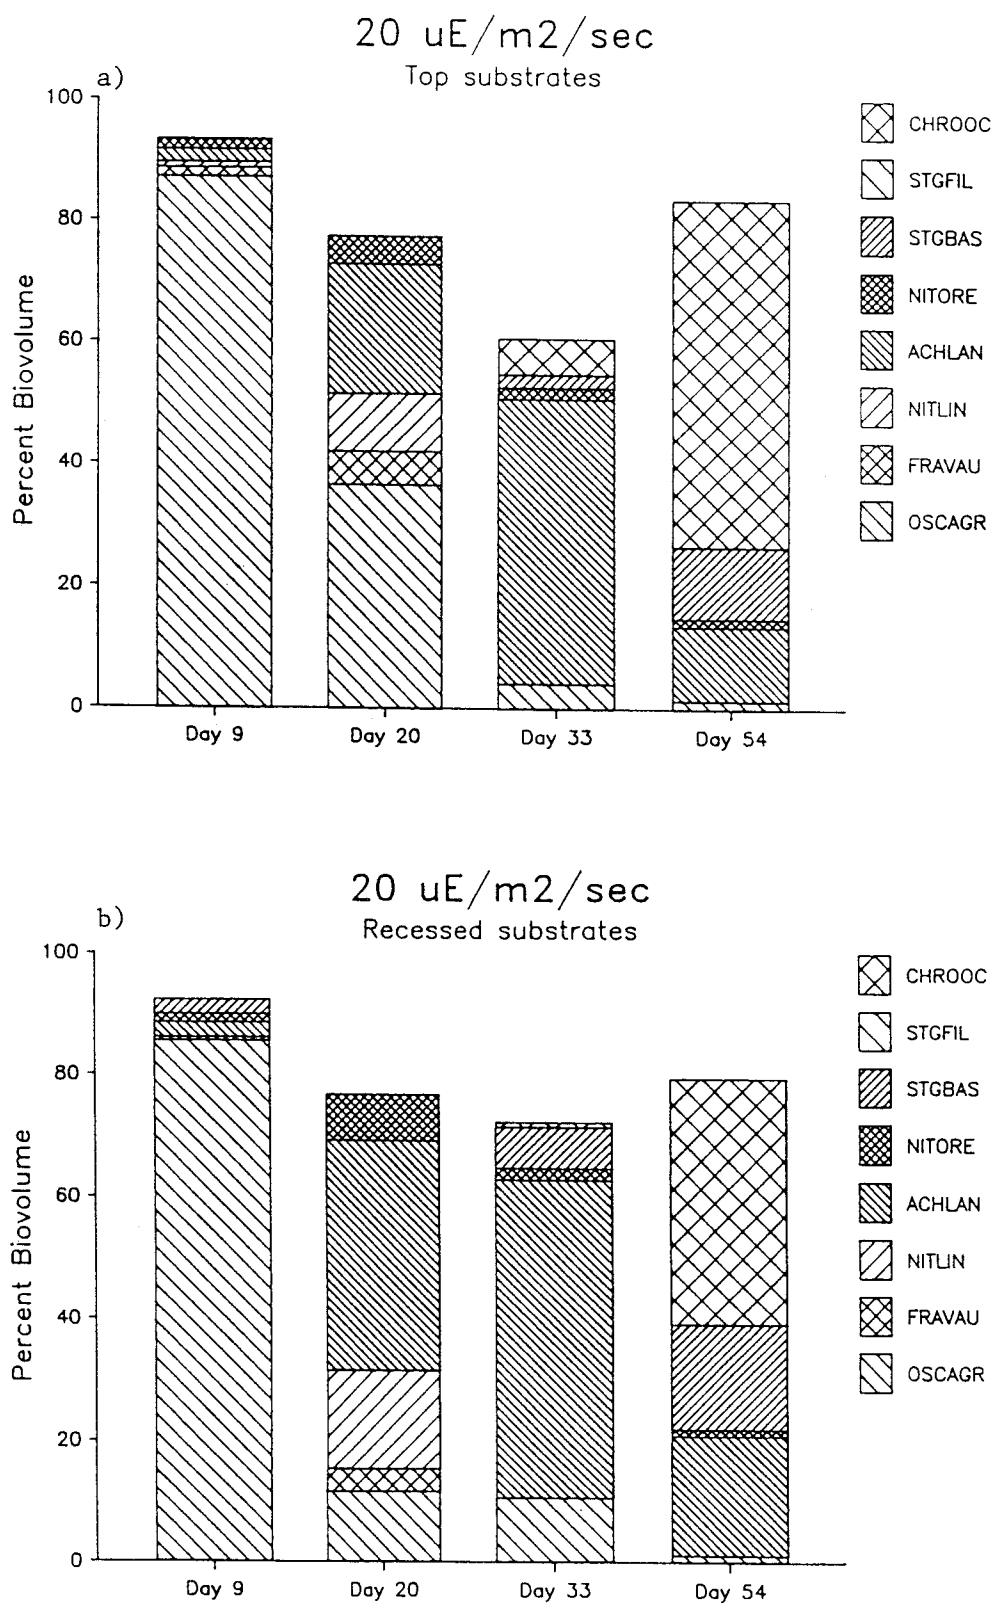 20 uE/m2/sec
Top substrates
a)
100
80
60
40
20
0
Percent Biovolume
Day 9
Day 20
Day 33
Day 54
CHROOC
STGFIL
STGBAS
NITORE
ACHLAN
NITLIN
FRAVAU
OSCAGR
20 uE/m2/sec
Recessed substrates
b)
100
80
60
40
20
0
Percent Biovolume
Day 9
Day 20
Day 33
Day 54
CHROOC
STGFIL
STGBAS
NITORE
ACHLAN
NITLIN
FRAVAU
OSCAGR